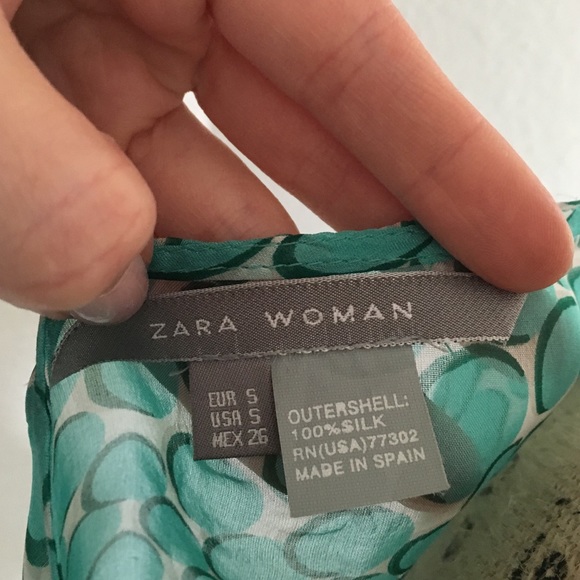 ZARA WOMAN
EUR S
USA S
MEX 26
OUTERSHELL:
100%SILK
RN(USA)77302
MADE IN SPAIN